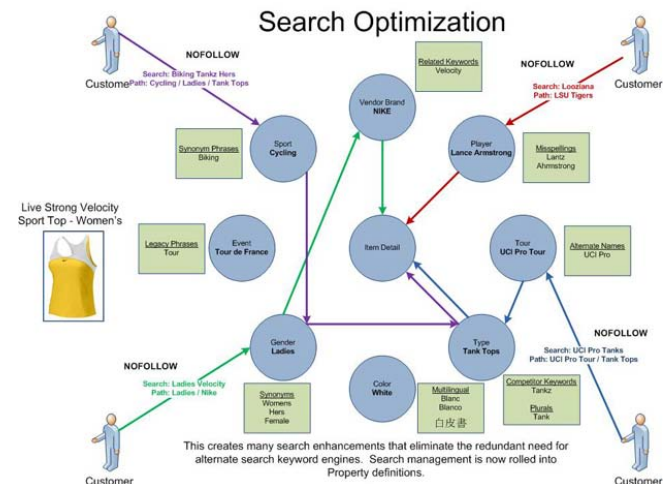 Search Optimization
NOFOLLOW
Custome
Search: Biking Tankz Hers
Path: Cycling / Ladies / Tank Tops
Related Keywords
Velocity
NOFOLLOW
Customer
Search: Looziana
Path: LSU Tigers
Vendor Brand
NIKE
Synonym Phrases
Biking
Sport
Cycling
Player
Lance Armstrong
Misspellings
Lantz
Ahrmstrong
Live Strong Velocity
Sport Top - Women's
Legacy Phrases
Tour
Event
Tour de France
Item Detail
Tour
UCI Pro Tour
Alternate Names
UCI Pro
NOFOLLOW
Search: Ladies Velocity
Path: Ladies / Nike
Gender
Ladies
Type
Tank Tops
NOFOLLOW
Search: UCI Pro Tanks
Path: UCI Pro Tour / Tank Tops
Synonyms
Womens
Hers
Female
Color
White
Multilingual
Blanc
Blanco
白皮書
Competitor Keywords
Tankz
Plurals
Tank
Customer
This creates many search enhancements that eliminate the redundant need for
alternate search keyword engines. Search management is now rolled into
Property definitions.
Customer